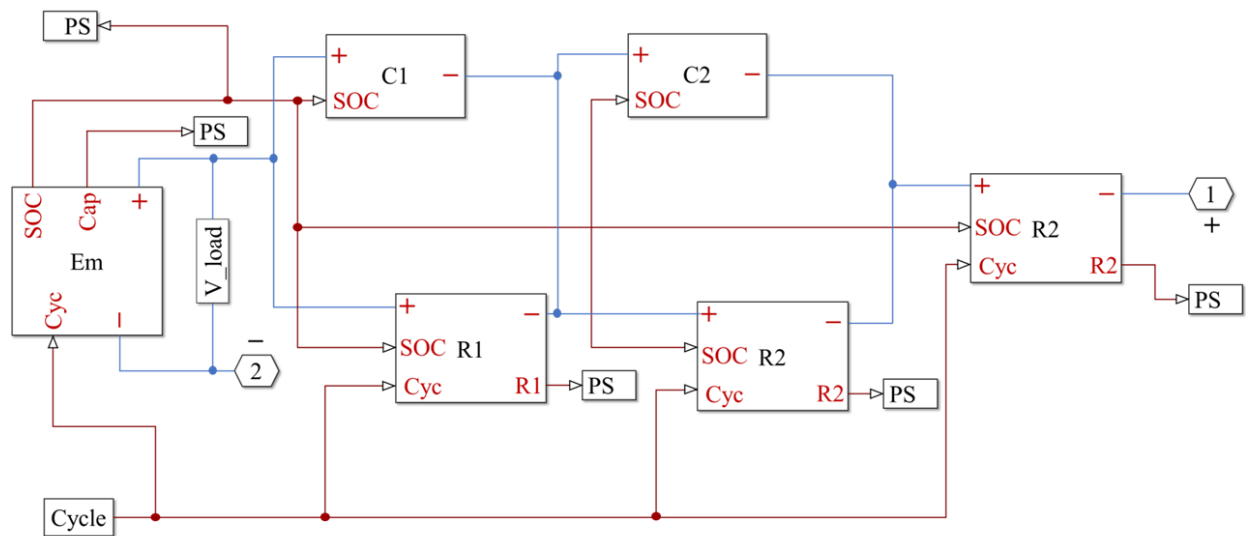 PS
+
C1
−
SOC
+
C2
−
SOC
PS
SOC
Cap
+
Em
Cyc
−
V_load
−
2
+
−
SOC
R1
Cyc
R1
PS
+
−
SOC
R2
Cyc
R2
PS
+
−
SOC
R2
Cyc
R2
1
+
PS
Cycle